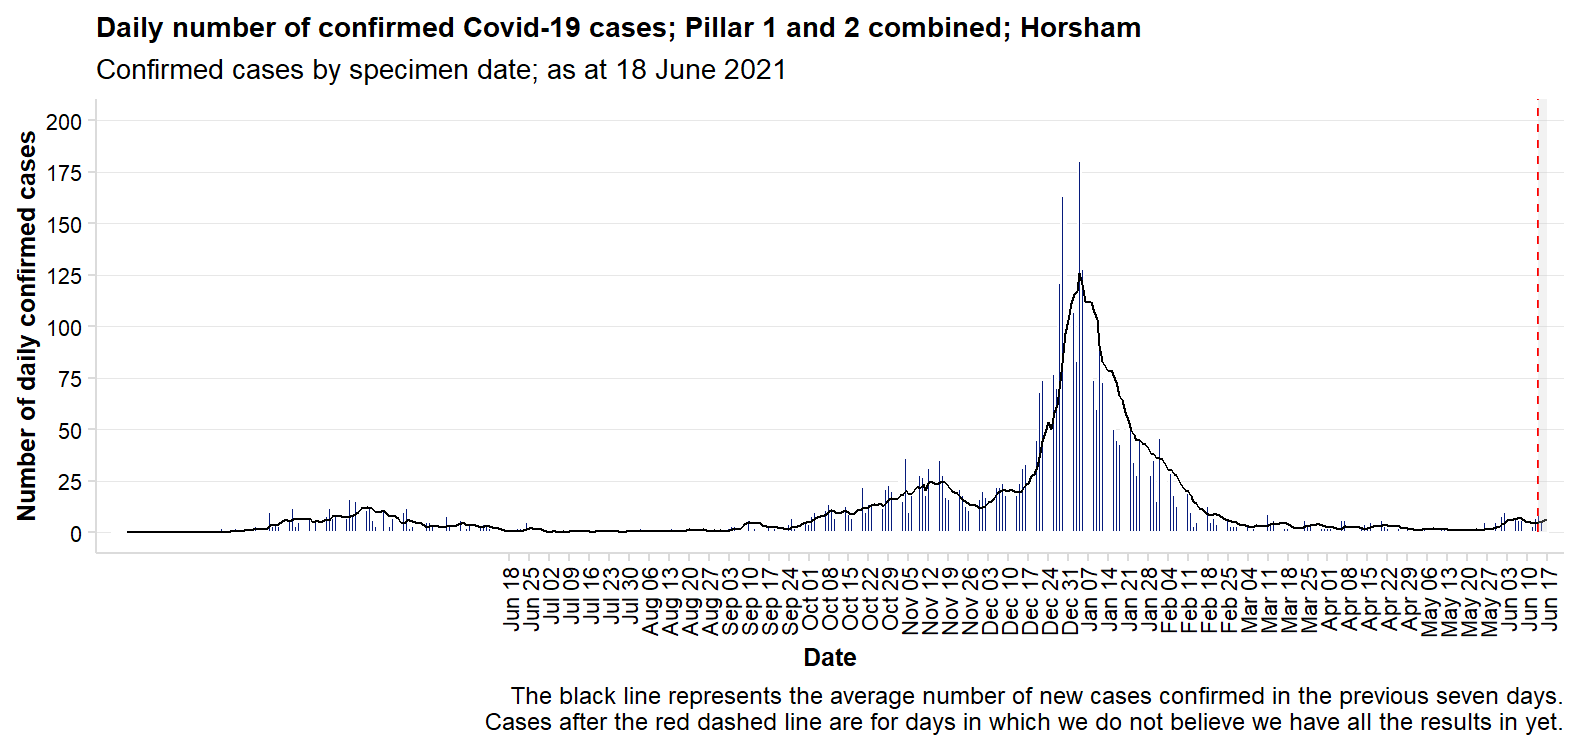 Daily number of confirmed Covid-19 cases; Pillar 1 and 2 combined; Horsham
Confirmed cases by specimen date; as at 18 June 2021
Number of daily confirmed cases
200
175
150
125
100
75
50
25
0
Jun 18
Jun 25
Jul 02
Jul 09
Jul 16
Jul 23
Jul 30
Aug 06
Aug 13
Aug 20
Aug 27
Sep 03
Sep 10
Sep 17
Sep 24
Oct 01
Oct 08
Oct 15
Oct 22
Oct 29
Nov 05
Nov 12
Nov 19
Nov 26
Dec 03
Dec 10
Dec 17
Dec 24
Dec 31
Jan 07
Jan 14
Jan 21
Jan 28
Feb 04
Feb 11
Feb 18
Feb 25
Mar 04
Mar 11
Mar 18
Mar 25
Apr 01
Apr 08
Apr 15
Apr 22
Apr 29
May 06
May 13
May 20
May 27
Jun 03
Jun 10
Jun 17
Date
The black line represents the average number of new cases confirmed in the previous seven days.
Cases after the red dashed line are for days in which we do not believe we have all the results in yet.